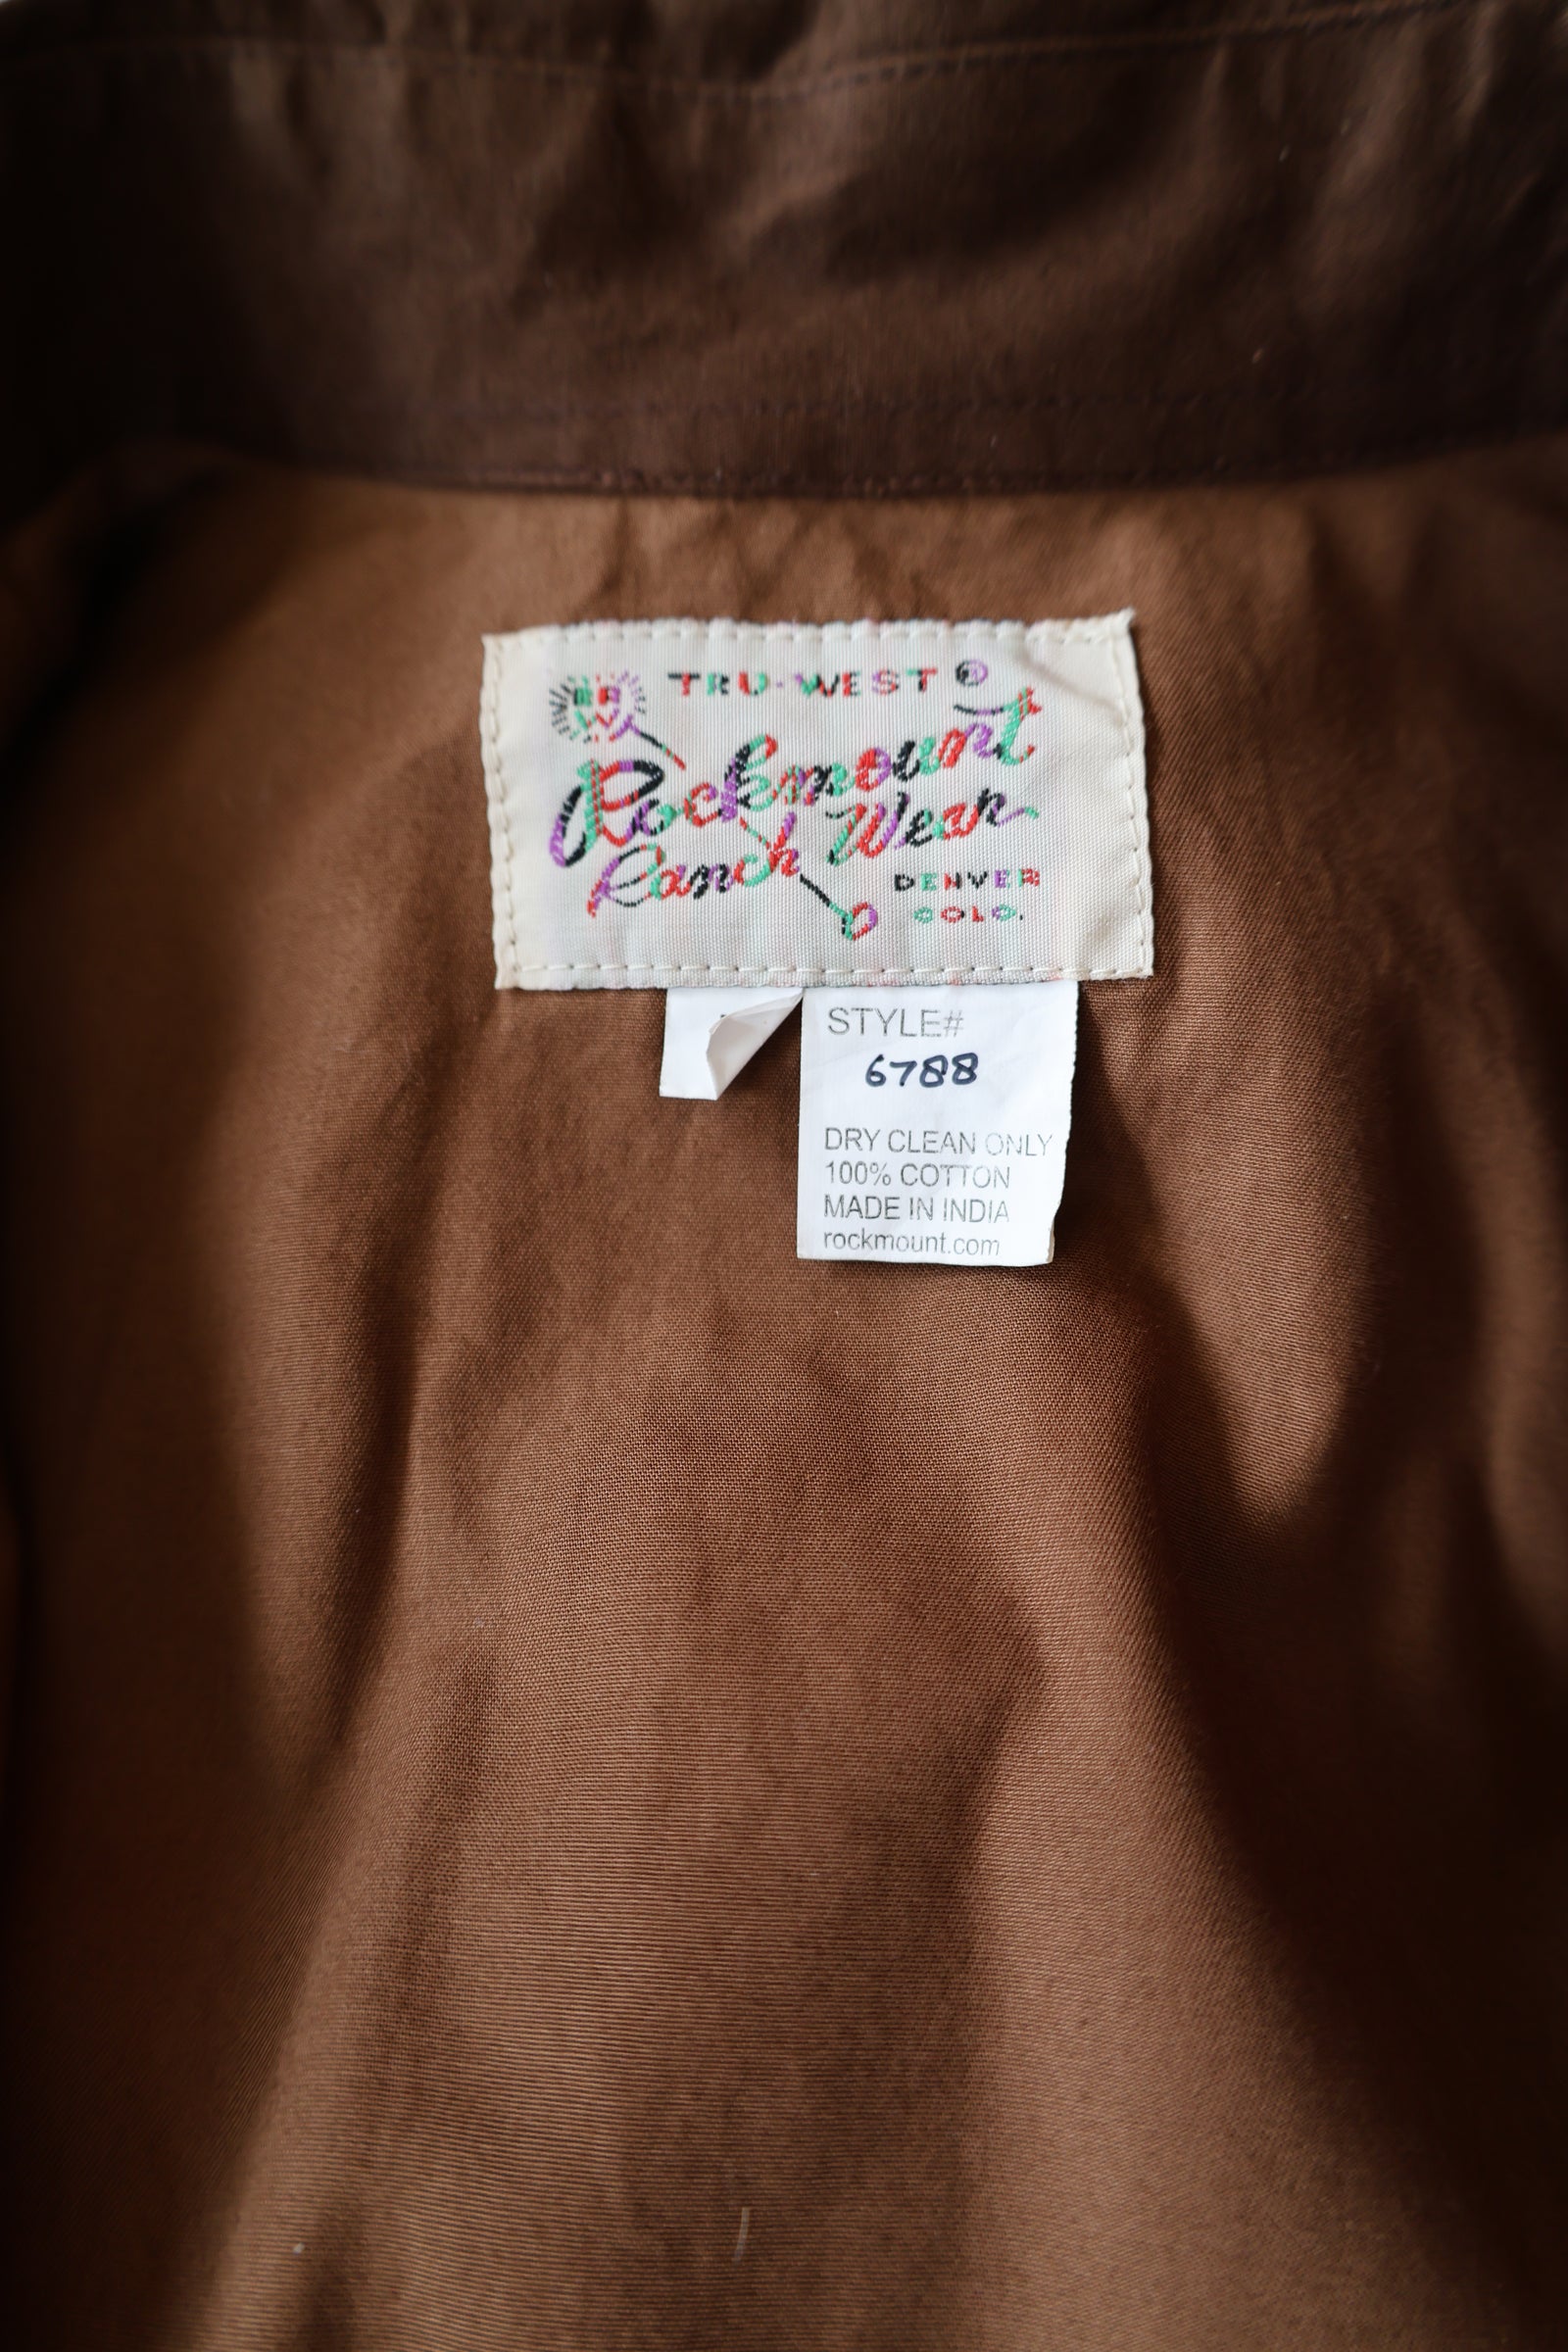 TRU-WEST ®
RRW
Rockmount
Ranch Wear
DENVER
COLO.
STYLE#
6788
DRY CLEAN ONLY
100% COTTON
MADE IN INDIA
rockmount.com